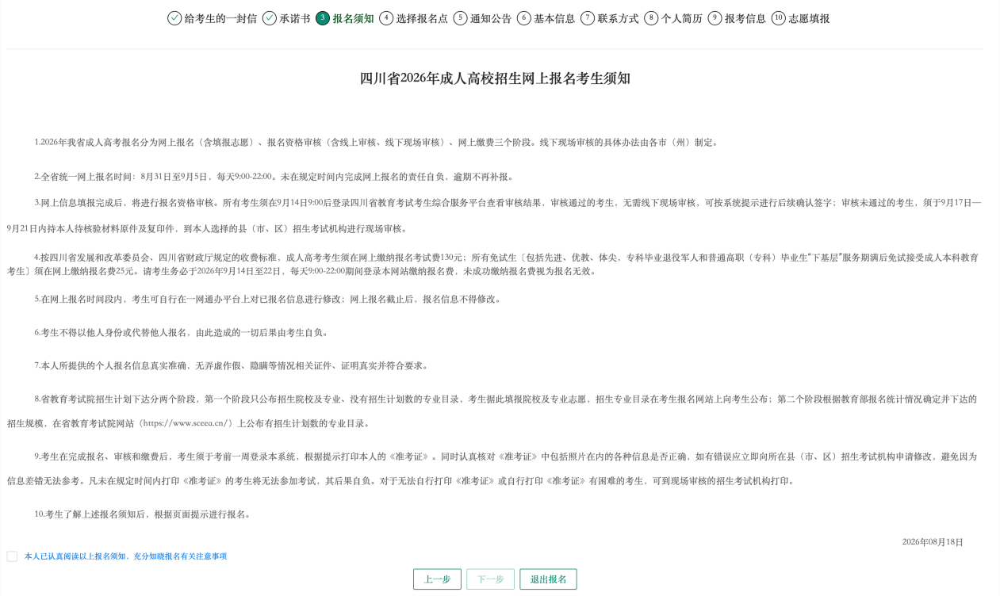 给考生的一封信 承诺书 3 报名须知 4 选择报名点 5 通知公告 6 基本信息 7 联系方式 8 个人简历 9 报考信息 10 志愿填报
四川省2026年成人高校招生网上报名考生须知
1.2026年我省成人高考报名分为网上报名（含填报志愿）、报名资格审核（含线上审核、线下现场审核）、网上缴费三个阶段。线下现场审核的具体办法由各市（州）制定。
2.全省统一网上报名时间：8月31日至9月5日，每天9:00-22:00。未在规定时间内完成网上报名的责任自负，逾期不再补报。
3.网上信息填报完成后，将进行报名资格审核。所有考生须在9月14日9:00后登录四川省教育考试考生综合服务平台查看审核结果，审核通过的考生，无需线下现场审核，可按系统提示进行后续确认签字；审核未通过的考生，须于9月17日—
9月21日内持本人待核验材料原件及复印件，到本人选择的县（市、区）招生考试机构进行现场审核。
4.按四川省发展和改革委员会、四川省财政厅规定的收费标准，成人高考考生须在网上缴纳报名考试费130元；所有免试生〔包括先进、优教、体尖，专科毕业退役军人和普通高职（专科）毕业生“下基层”服务期满后免试接受成人本科教育
考生〕须在网上缴纳报名费25元。请考生务必于2026年9月14日至22日，每天9:00-22:00期间登录本网站缴纳报名费，未成功缴纳报名费视为报名无效。
5.在网上报名时间段内，考生可自行在一网通办平台上对已报名信息进行修改；网上报名截止后，报名信息不得修改。
6.考生不得以他人身份或代替他人报名，由此造成的一切后果由考生自负。
7.本人所提供的个人报名信息真实准确，无弄虚作假、隐瞒等情况相关证件、证明真实并符合要求。
8.省教育考试院招生计划下达分两个阶段，第一个阶段只公布招生院校及专业、没有招生计划数的专业目录，考生据此填报院校及专业志愿，招生专业目录在考生报名网站上向考生公布；第二个阶段根据教育部报名统计情况确定并下达的
招生规模，在省教育考试院网站（https://www.sceea.cn/）上公布有招生计划数的专业目录。
9.考生在完成报名、审核和缴费后，考生须于考前一周登录本系统，根据提示打印本人的《准考证》。同时认真核对《准考证》中包括照片在内的各种信息是否正确，如有错误应立即向所在县（市、区）招生考试机构申请修改，避免因为
信息差错无法参考。凡未在规定时间内打印《准考证》的考生将无法参加考试，其后果自负。对于无法自行打印《准考证》或自行打印《准考证》有困难的考生，可到现场审核的招生考试机构打印。
10.考生了解上述报名须知后，根据页面提示进行报名。
2026年08月18日
本人已认真阅读以上报名须知，充分知晓报名有关注意事项
上一步 下一步 退出报名